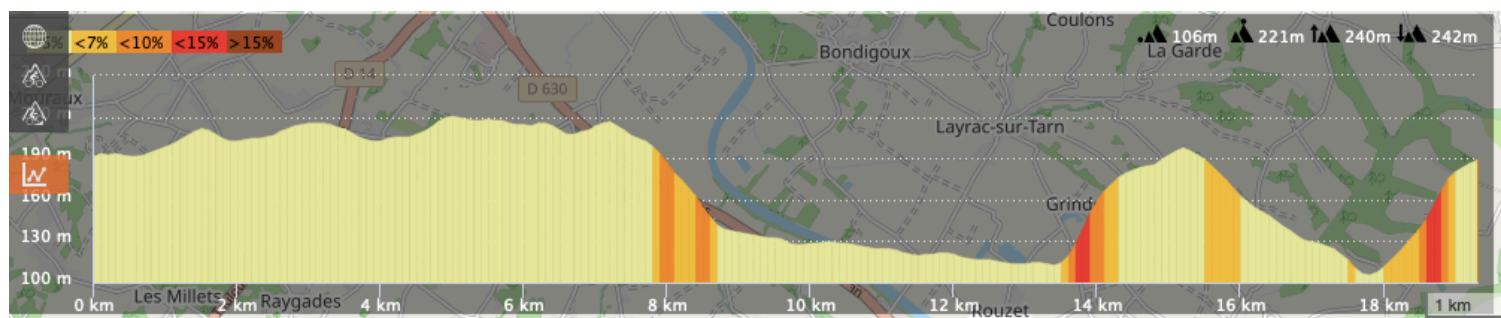 Coulons
<7% <10% <15% >15%
106m 221m 240m 242m
Bondigoux
La Garde
D 14
D 630
Layrac-sur-Tarn
190 m
160 m
Grind
130 m
100 m
Les Millets
Raygades
Rouzet
0 km 2 km 4 km 6 km 8 km 10 km 12 km 14 km 16 km 18 km
1 km